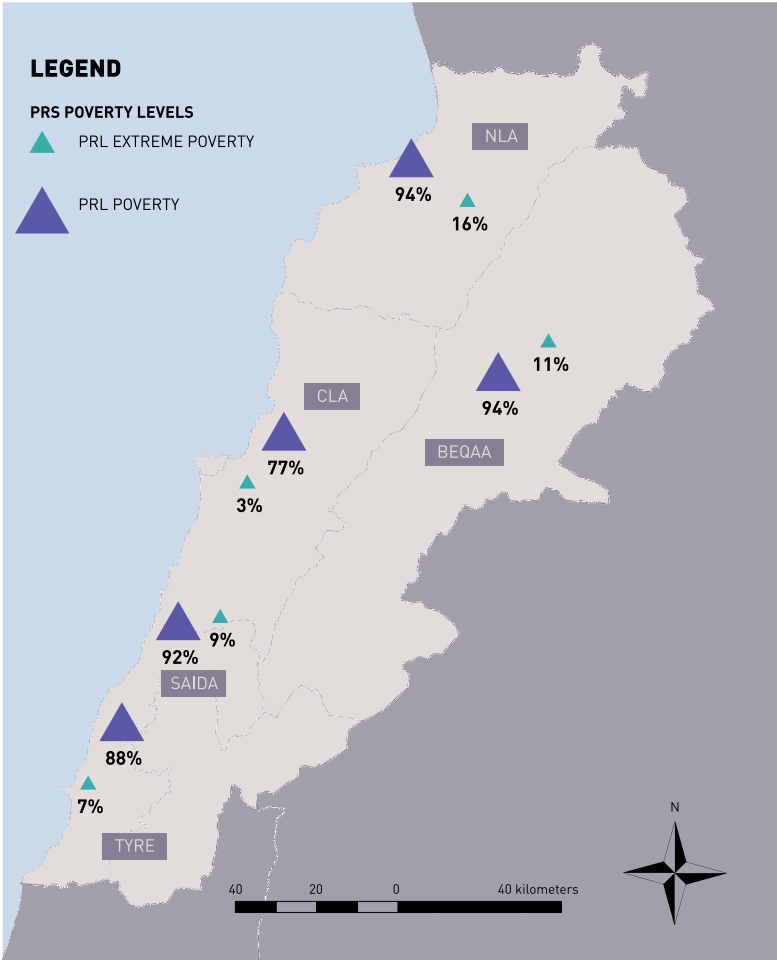 LEGEND
PRS POVERTY LEVELS
PRL EXTREME POVERTY
PRL POVERTY
NLA
94%
16%
11%
94%
BEQAA
CLA
77%
3%
9%
92%
SAIDA
88%
7%
TYRE
N
40 20 0 40 kilometers